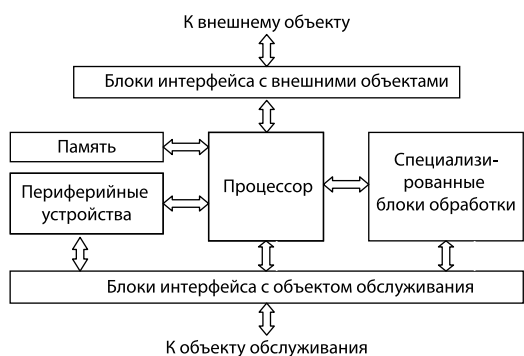 К внешнему объекту
Блоки интерфейса с внешними объектами
Память
Периферийные
устройства
Процессор
Специализи-
рованные
блоки обработки
Блоки интерфейса с объектом обслуживания
К объекту обслуживания